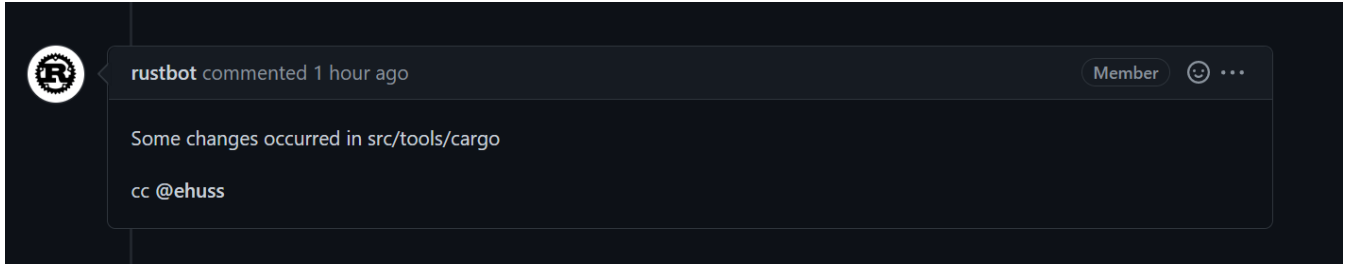 R
rustbot commented 1 hour ago Member
Some changes occurred in src/tools/cargo
cc @ehuss